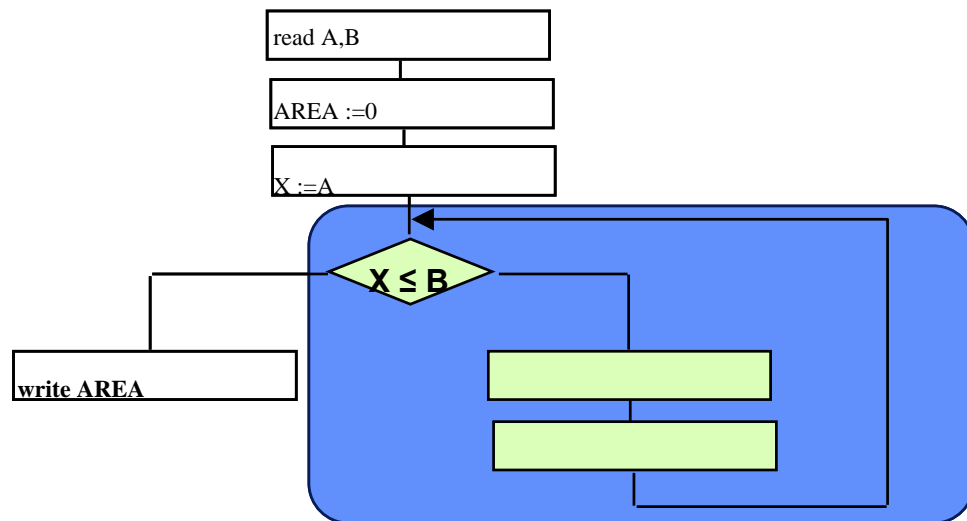 read A,B
AREA :=0
X :=A
X ≤ B
write AREA